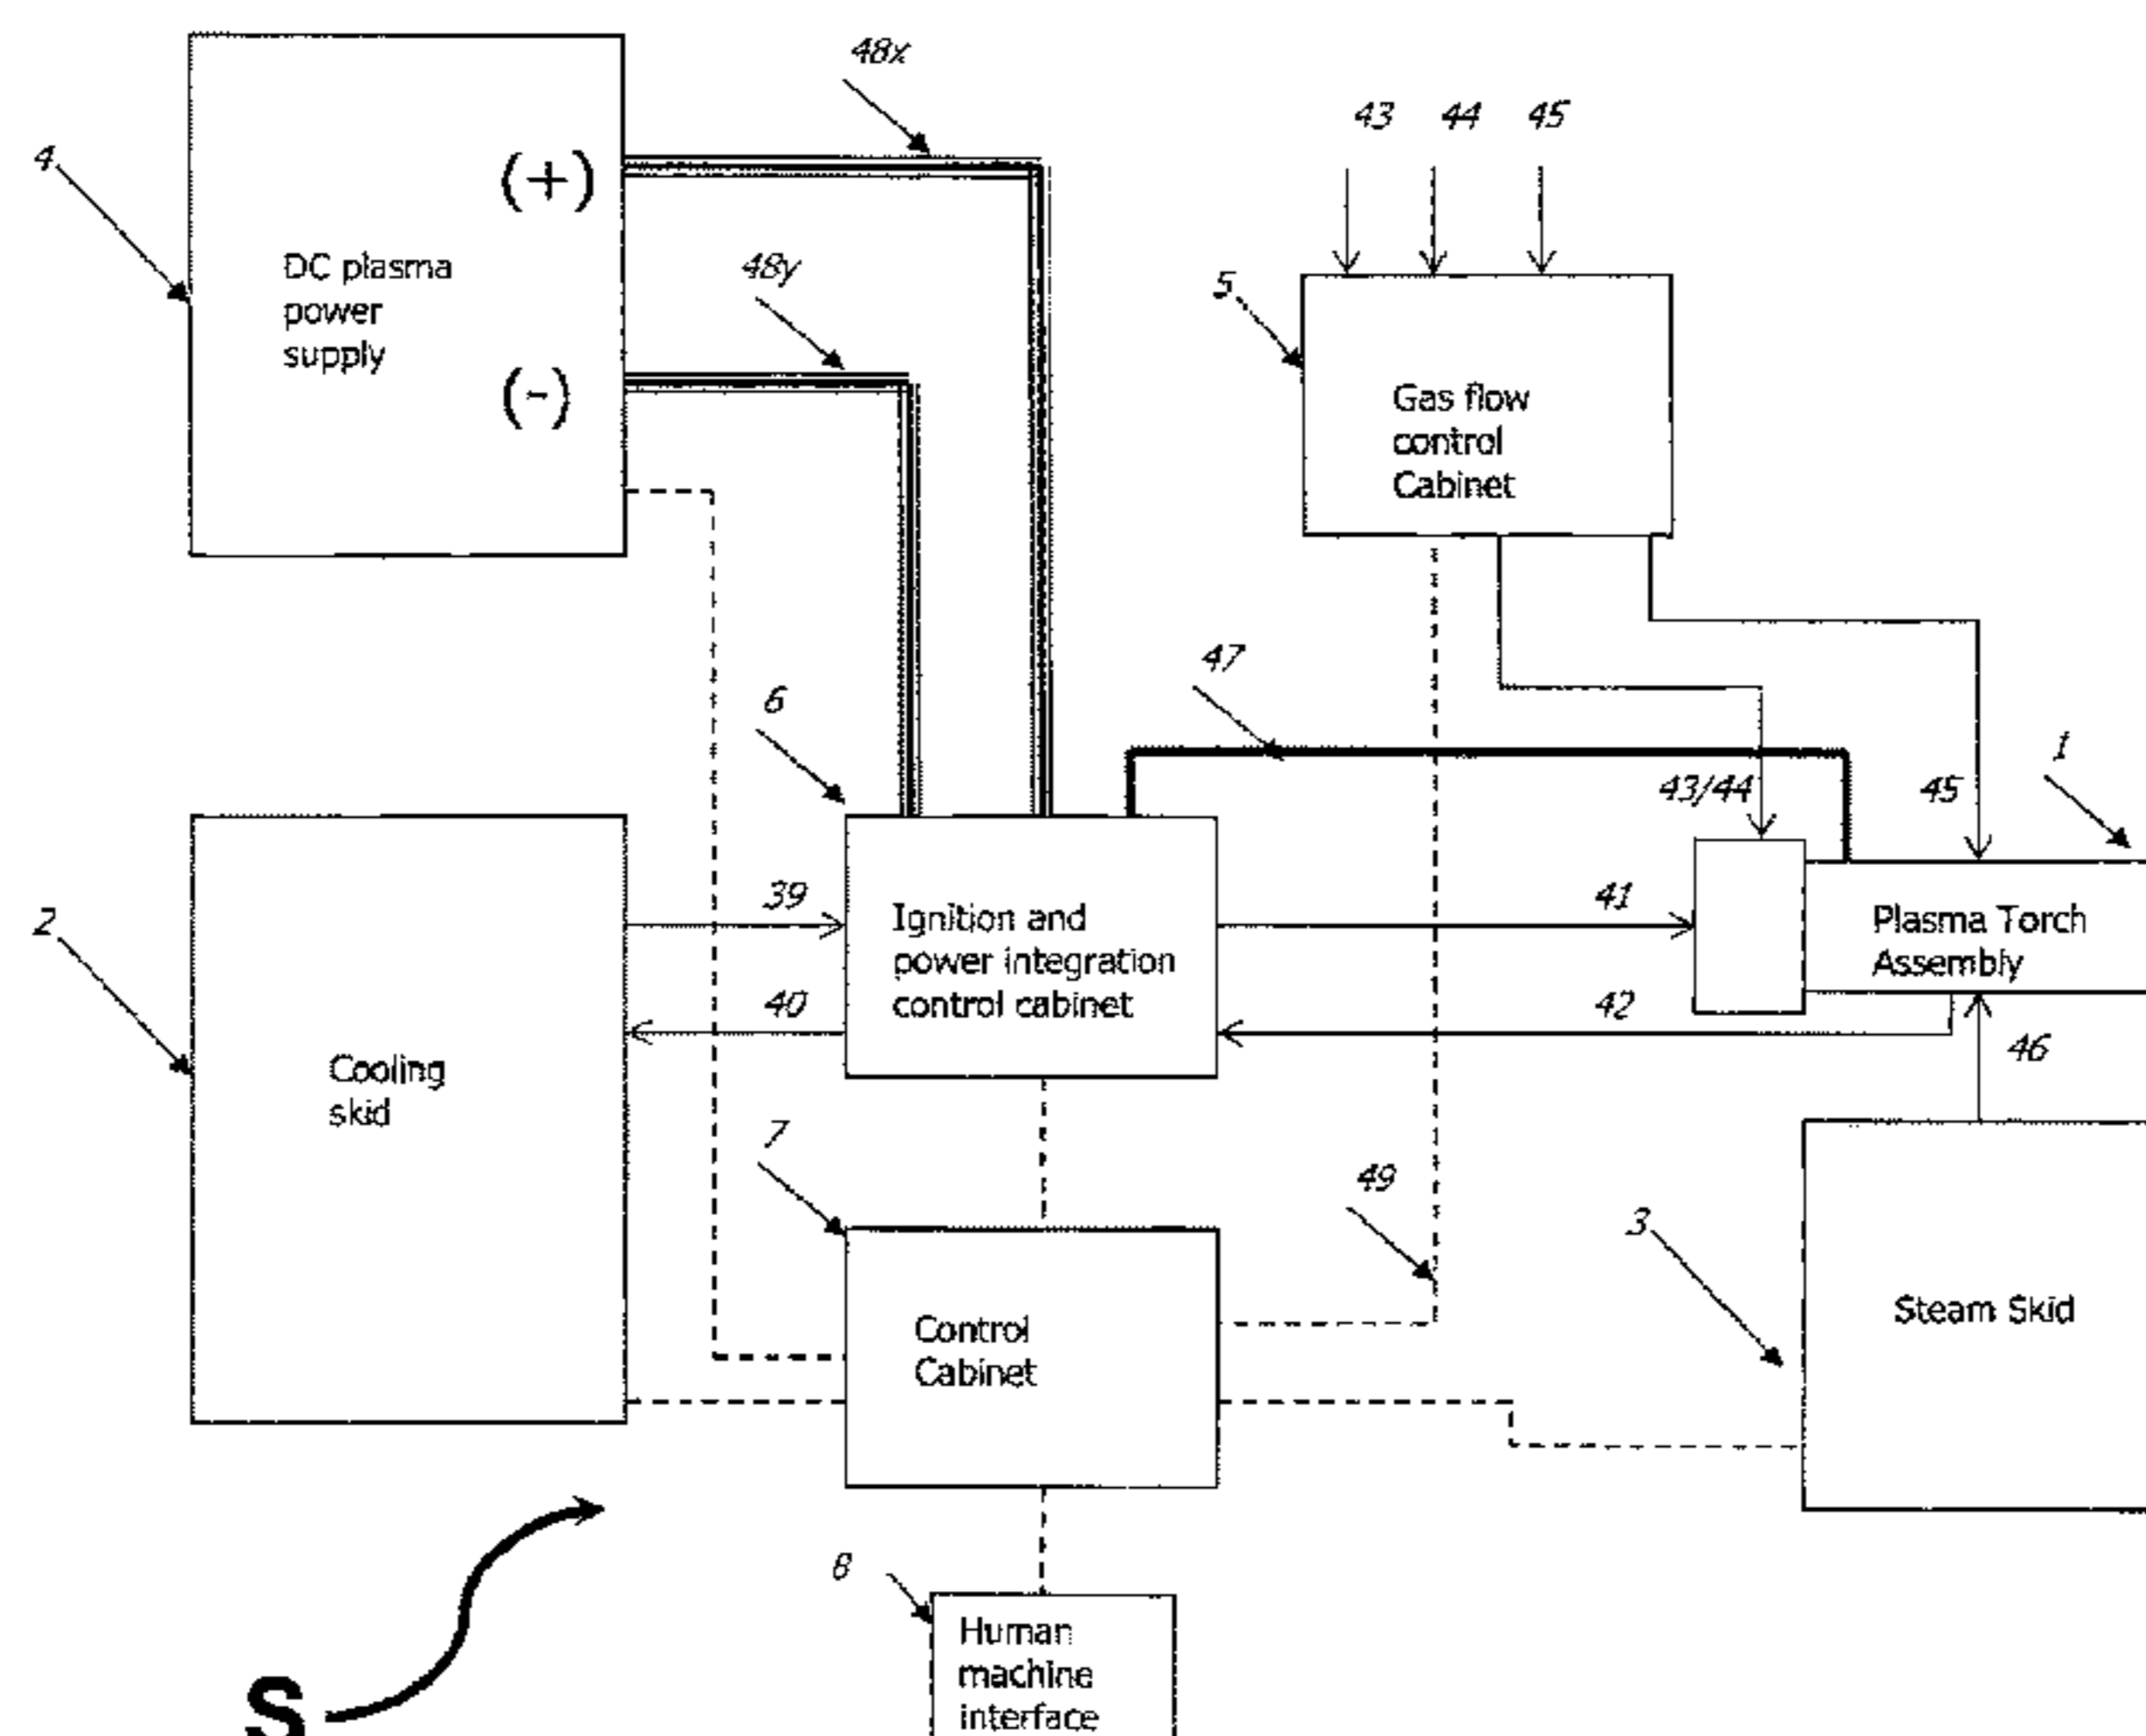 48x
43 44 45
4
(+)
DC plasma
power
supply
48y
5
(-)
Gas flow
control
Cabinet
47
6
1
43/44
45
39
41
2
Ignition and
power integration
control cabinet
Plasma Torch
Assembly
40
42
46
Cooling
skid
7
49
3
Control
Cabinet
Steam Skid
8
Human
machine
interface
S